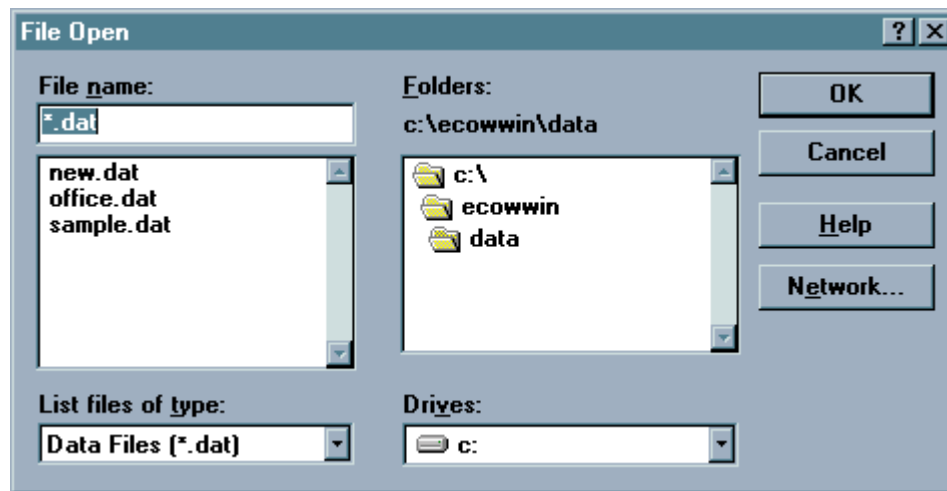 File Open
File name:
*.dat
new.dat
office.dat
sample.dat
List files of type:
Data Files (*.dat)
Folders:
c:\ecowwin\data
c:\
ecowwin
data
Drives:
c:
OK
Cancel
Help
Network...